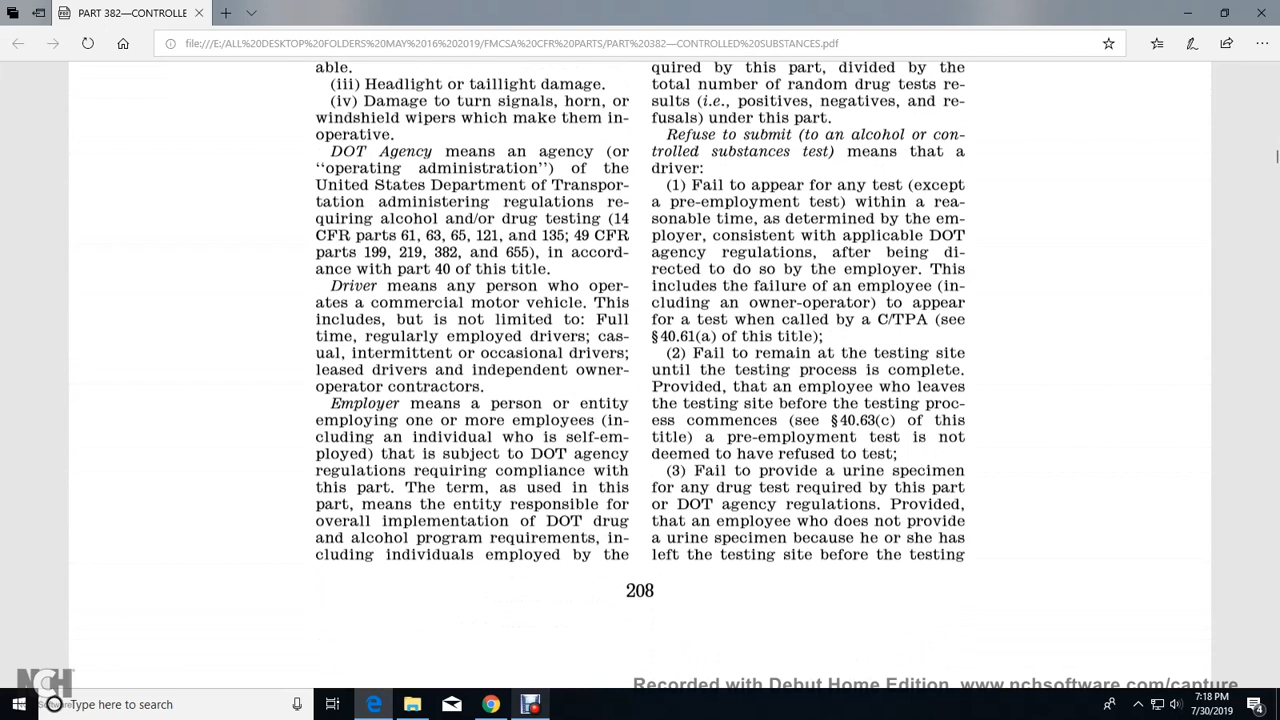 PART 382—CONTROLLE
file:///E:/ALL%20DESKTOP%20FOLDERS%20MAY%2016%202019/FMCSA%20CFR%20PARTS/PART%20382—CONTROLLED%20SUBSTANCES.pdf
able.
(iii) Headlight or taillight damage.
(iv) Damage to turn signals, horn, or
windshield wipers which make them in-
operative.
DOT Agency means an agency (or
‘‘operating administration’’) of the
United States Department of Transpor-
tation administering regulations re-
quiring alcohol and/or drug testing (14
CFR parts 61, 63, 65, 121, and 135; 49 CFR
parts 199, 219, 382, and 655), in accord-
ance with part 40 of this title.
Driver means any person who oper-
ates a commercial motor vehicle. This
includes, but is not limited to: Full
time, regularly employed drivers; cas-
ual, intermittent or occasional drivers;
leased drivers and independent owner-
operator contractors.
Employer means a person or entity
employing one or more employees (in-
cluding an individual who is self-em-
ployed) that is subject to DOT agency
regulations requiring compliance with
this part. The term, as used in this
part, means the entity responsible for
overall implementation of DOT drug
and alcohol program requirements, in-
cluding individuals employed by the
quired by this part, divided by the
total number of random drug tests re-
sults (i.e., positives, negatives, and re-
fusals) under this part.
Refuse to submit (to an alcohol or con-
trolled substances test) means that a
driver:
(1) Fail to appear for any test (except
a pre-employment test) within a rea-
sonable time, as determined by the em-
ployer, consistent with applicable DOT
agency regulations, after being di-
rected to do so by the employer. This
includes the failure of an employee (in-
cluding an owner-operator) to appear
for a test when called by a C/TPA (see
§40.61(a) of this title);
(2) Fail to remain at the testing site
until the testing process is complete.
Provided, that an employee who leaves
the testing site before the testing proc-
ess commences (see §40.63(c) of this
title) a pre-employment test is not
deemed to have refused to test;
(3) Fail to provide a urine specimen
for any drug test required by this part
or DOT agency regulations. Provided,
that an employee who does not provide
a urine specimen because he or she has
left the testing site before the testing
208
NCH
Software
Recorded with Debut Home Edition. www.nchsoftware.com/capture
Type here to search
7:18 PM
7/30/2019
4